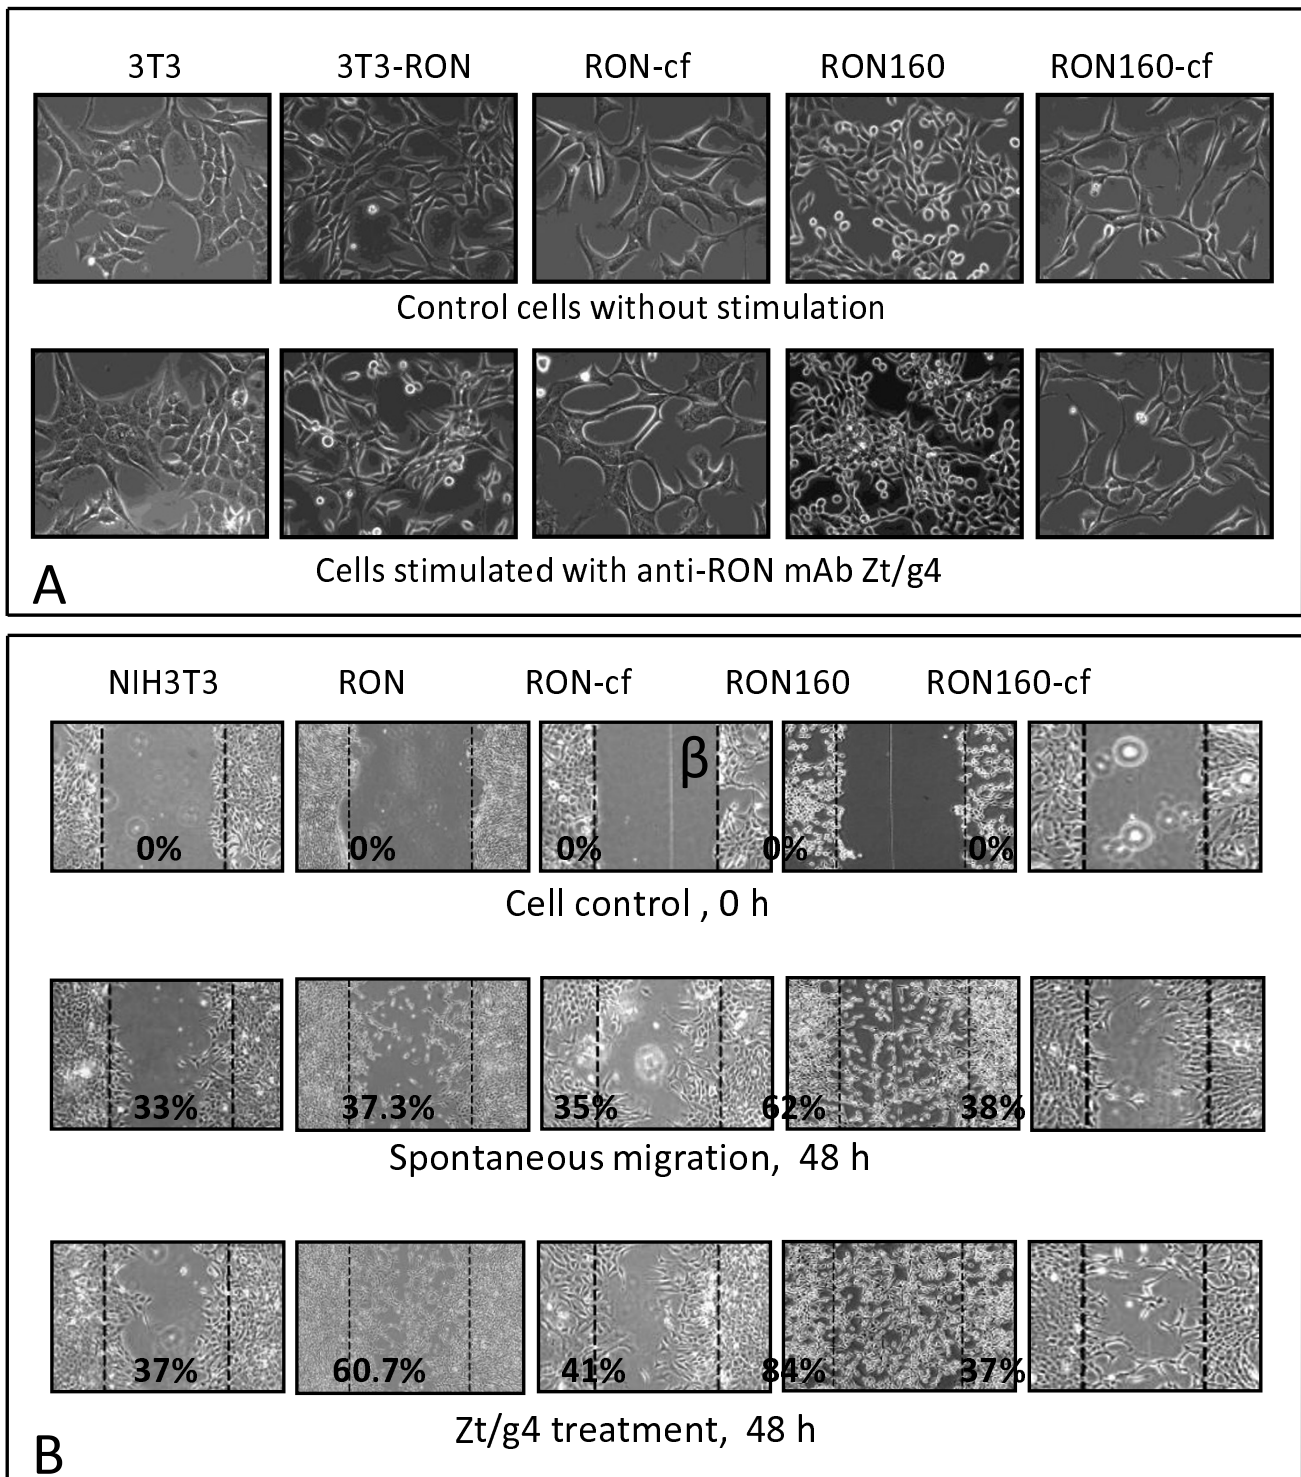 3T3 3T3-RON RON-cf RON160 RON160-cf
Control cells without stimulation
Cells stimulated with anti-RON mAb Zt/g4
A
NIH3T3 RON RON-cf RON160 RON160-cf
β
0% 0% 0% 0% 0%
Cell control , 0 h
33% 37.3% 35% 62% 38%
Spontaneous migration, 48 h
37% 60.7% 41% 84% 37%
Zt/g4 treatment, 48 h
B